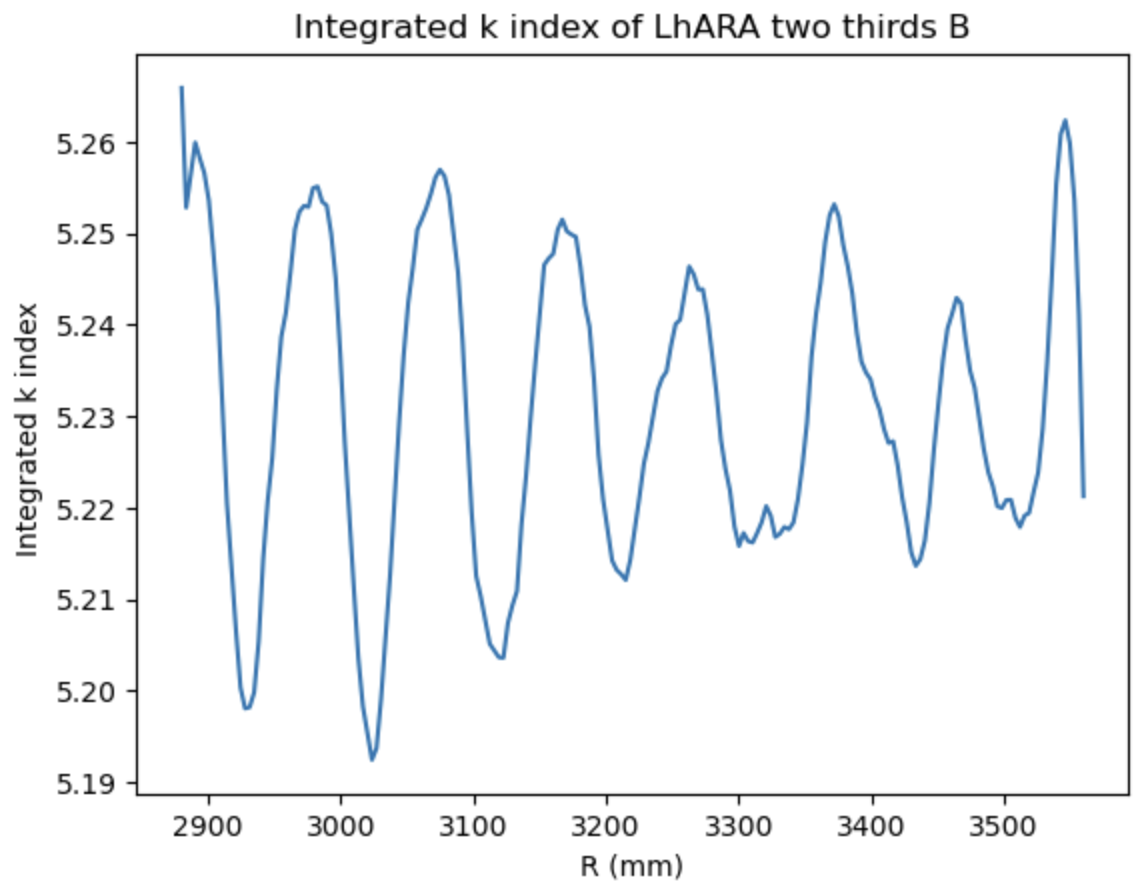 Integrated k index of LhARA two thirds B
Integrated k index
5.26
5.25
5.24
5.23
5.22
5.21
5.20
5.19
2900 3000 3100 3200 3300 3400 3500
R (mm)